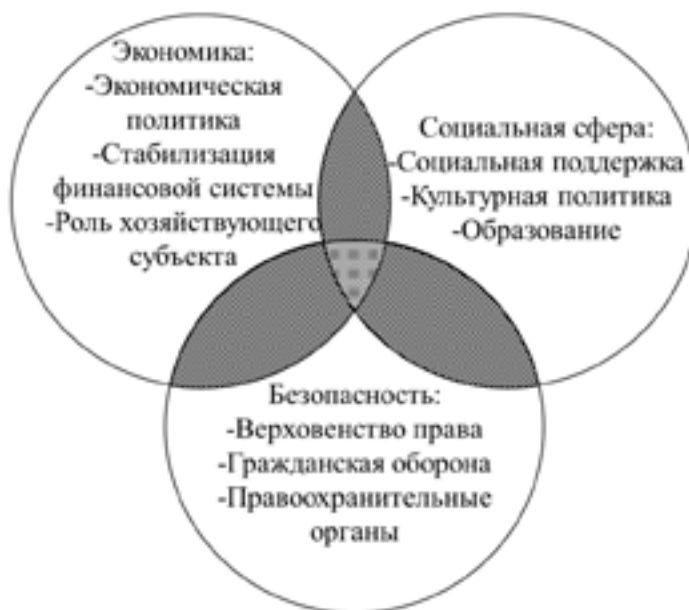 Экономика:
-Экономическая
политика
-Стабилизация
финансовой системы
-Роль хозяйствующего
субъекта
Социальная сфера:
-Социальная поддержка
-Культурная политика
-Образование
Безопасность:
-Верховенство права
-Гражданская оборона
-Правоохранительные
органы